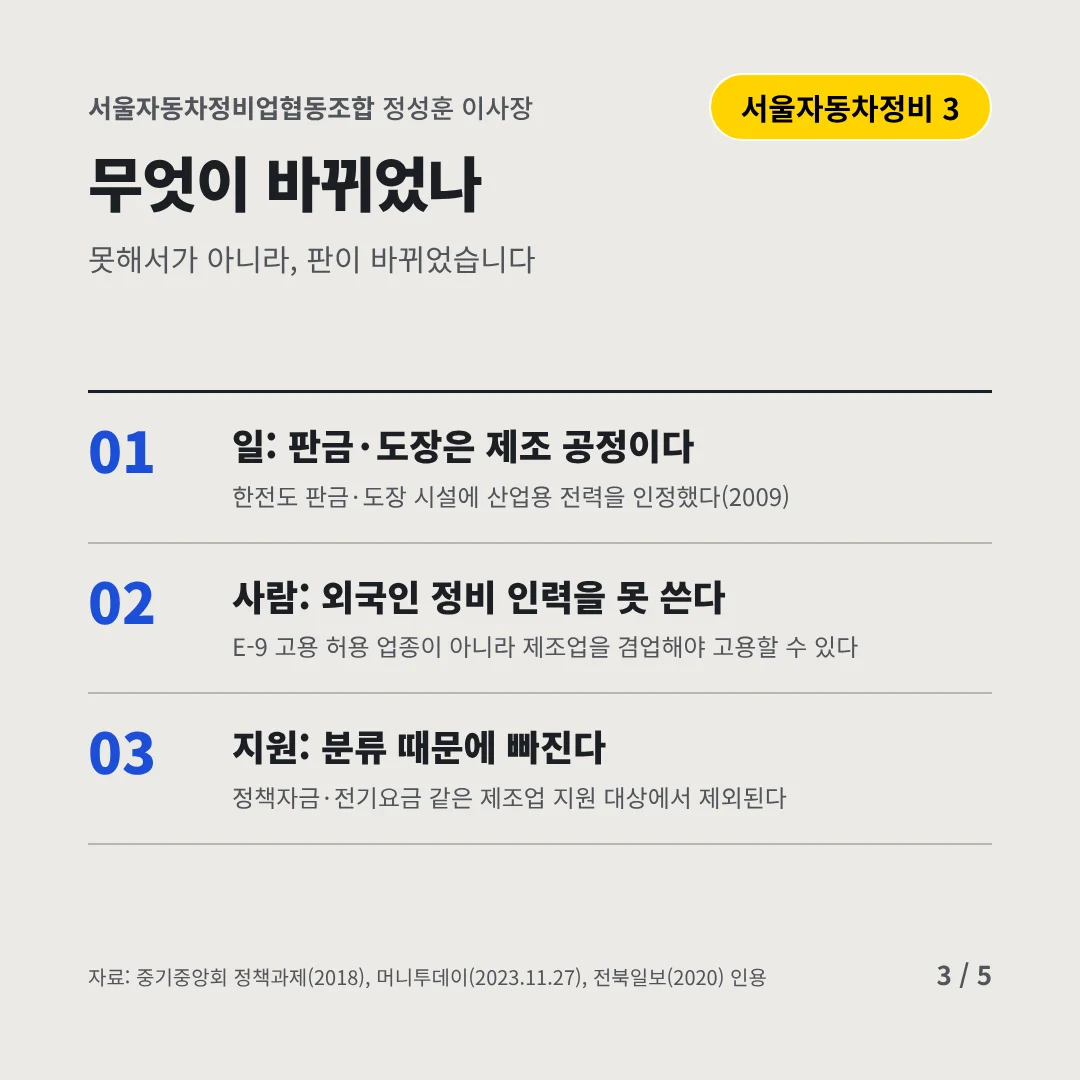 서울자동차정비업협동조합 정성훈 이사장
서울자동차정비 3
무엇이 바뀌었나
못해서가 아니라, 판이 바뀌었습니다
01
일: 판금·도장은 제조 공정이다
한전도 판금·도장 시설에 산업용 전력을 인정했다(2009)
02
사람: 외국인 정비 인력을 못 쓴다
E-9 고용 허용 업종이 아니라 제조업을 겸업해야 고용할 수 있다
03
지원: 분류 때문에 빠진다
정책자금·전기요금 같은 제조업 지원 대상에서 제외된다
자료: 중기중앙회 정책과제(2018), 머니투데이(2023.11.27), 전북일보(2020) 인용
3 / 5